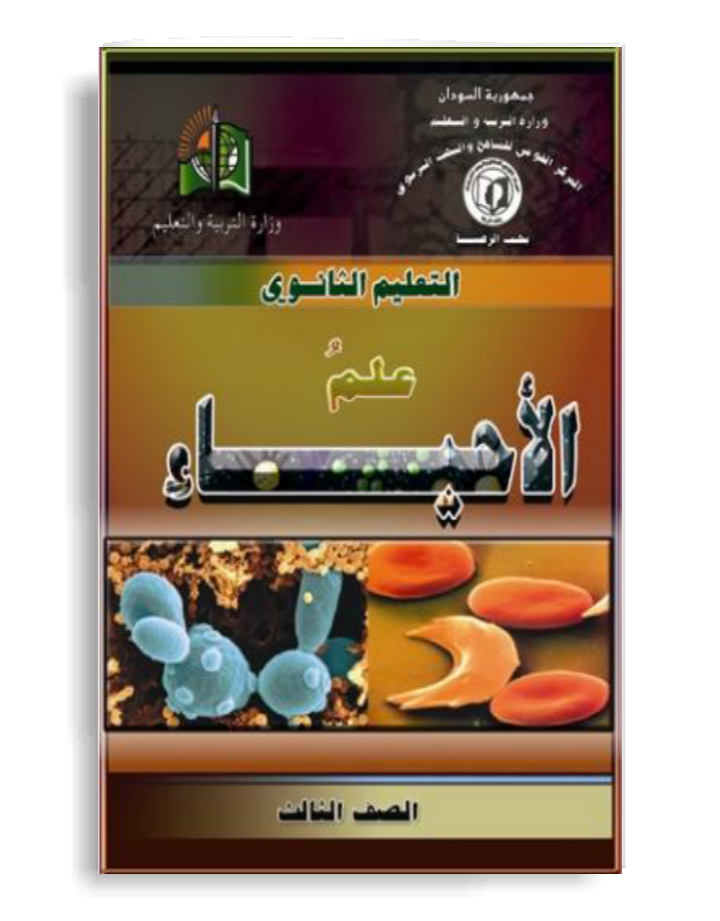 جمهورية السودان
وزارة التربية و التعليم
المركز القومي للمناهج والبحث التربوي
بخت الرضا
وزارة التربية والتعليم
التعليم الثانوي
علمُ
الأحياء
الصف الثالث